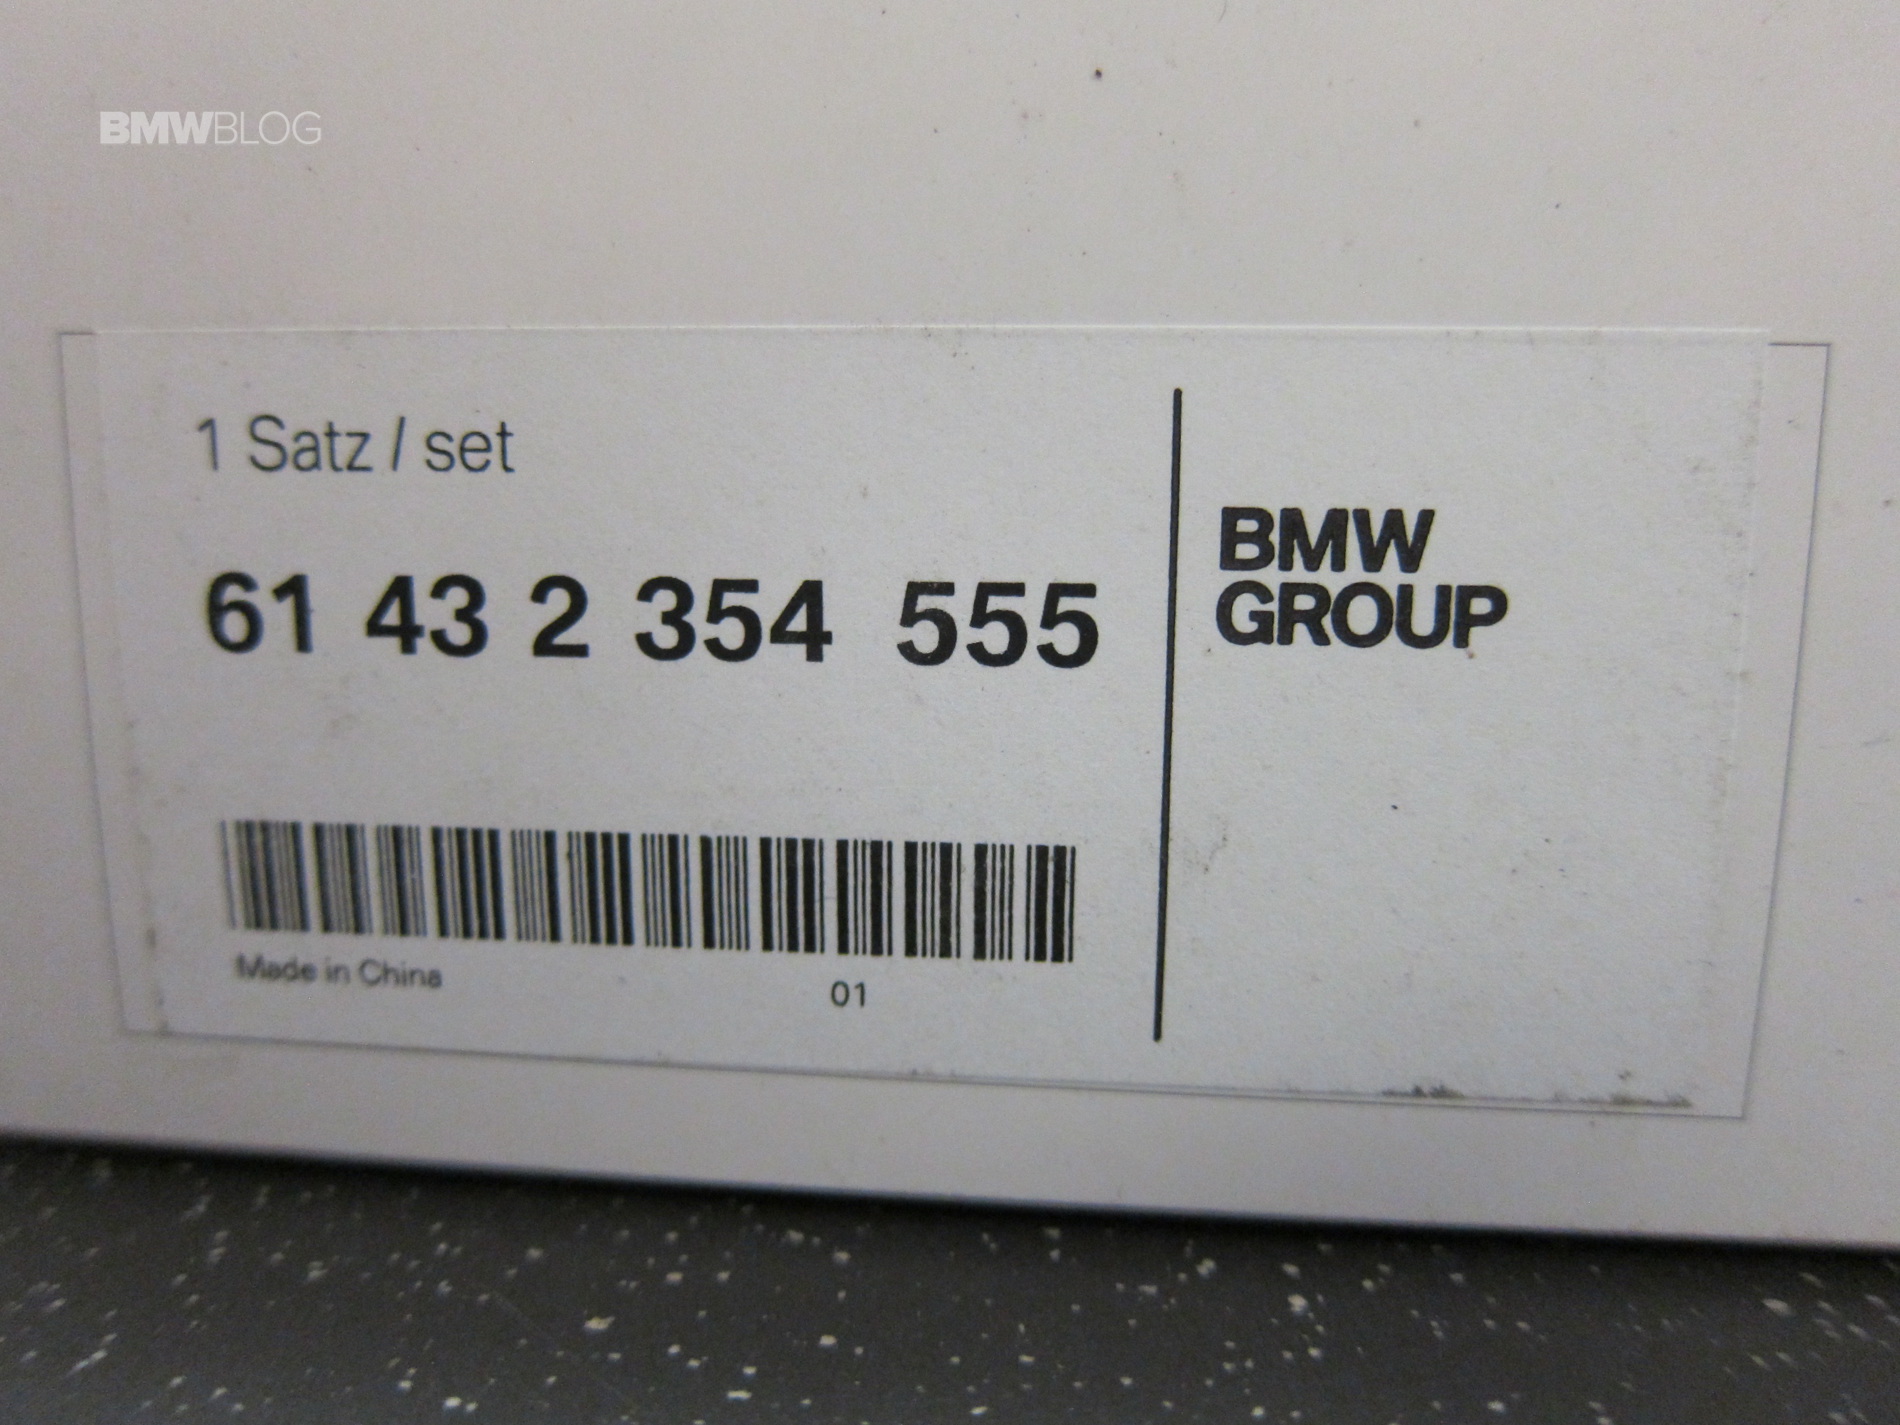 BMWBLOG
1 Satz / set
61 43 2 354 555
BMW
GROUP
Made in China
01